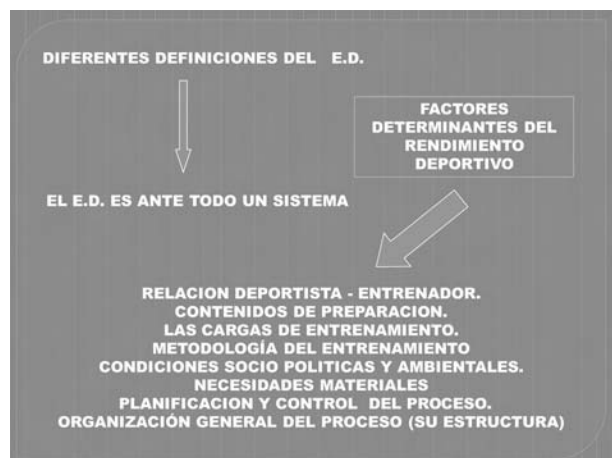 DIFERENTES DEFINICIONES DEL E.D.
FACTORES
DETERMINANTES DEL
RENDIMIENTO
DEPORTIVO
EL E.D. ES ANTE TODO UN SISTEMA
RELACION DEPORTISTA - ENTRENADOR.
CONTENIDOS DE PREPARACION.
LAS CARGAS DE ENTRENAMIENTO.
METODOLOGÍA DEL ENTRENAMIENTO
CONDICIONES SOCIO POLITICAS Y AMBIENTALES.
NECESIDADES MATERIALES
PLANIFICACION Y CONTROL DEL PROCESO.
ORGANIZACIÓN GENERAL DEL PROCESO (SU ESTRUCTURA)